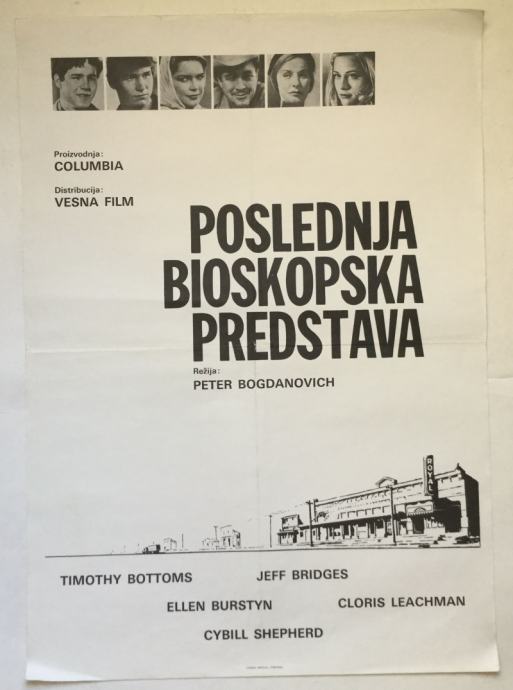 Proizvodnja:
COLUMBIA
Distribucija:
VESNA FILM
POSLEDNJA
BIOSKOPSKA
PREDSTAVA
Režija:
PETER BOGDANOVICH
ROYAL
TIMOTHY BOTTOMS
JEFF BRIDGES
ELLEN BURSTYN
CLORIS LEACHMAN
CYBILL SHEPHERD